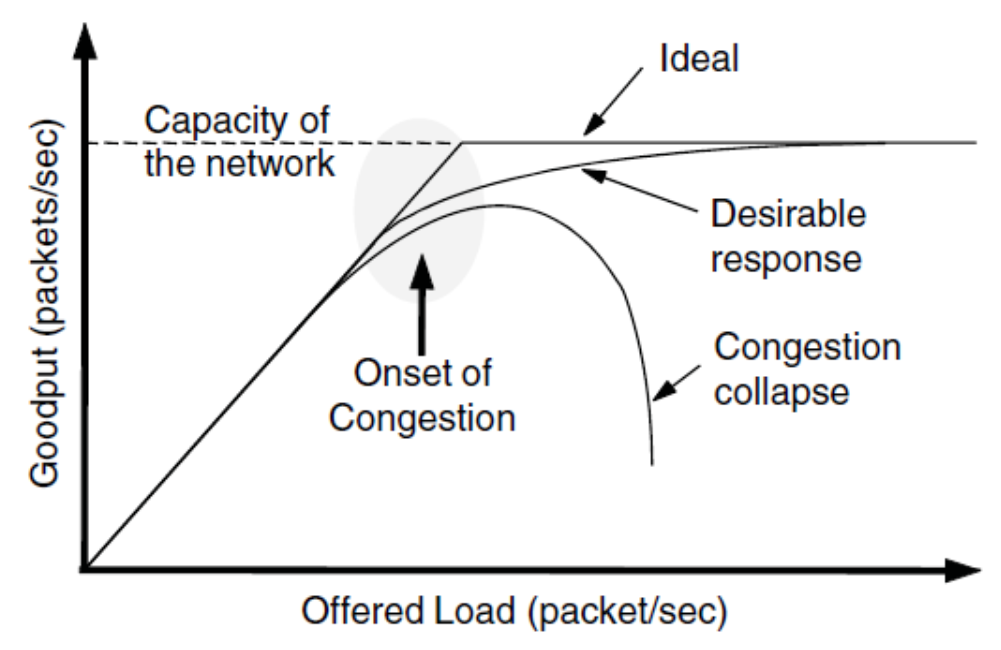 Ideal
Capacity of
the network
Desirable
response
Congestion
collapse
Onset of
Congestion
Goodput (packets/sec)
Offered Load (packet/sec)